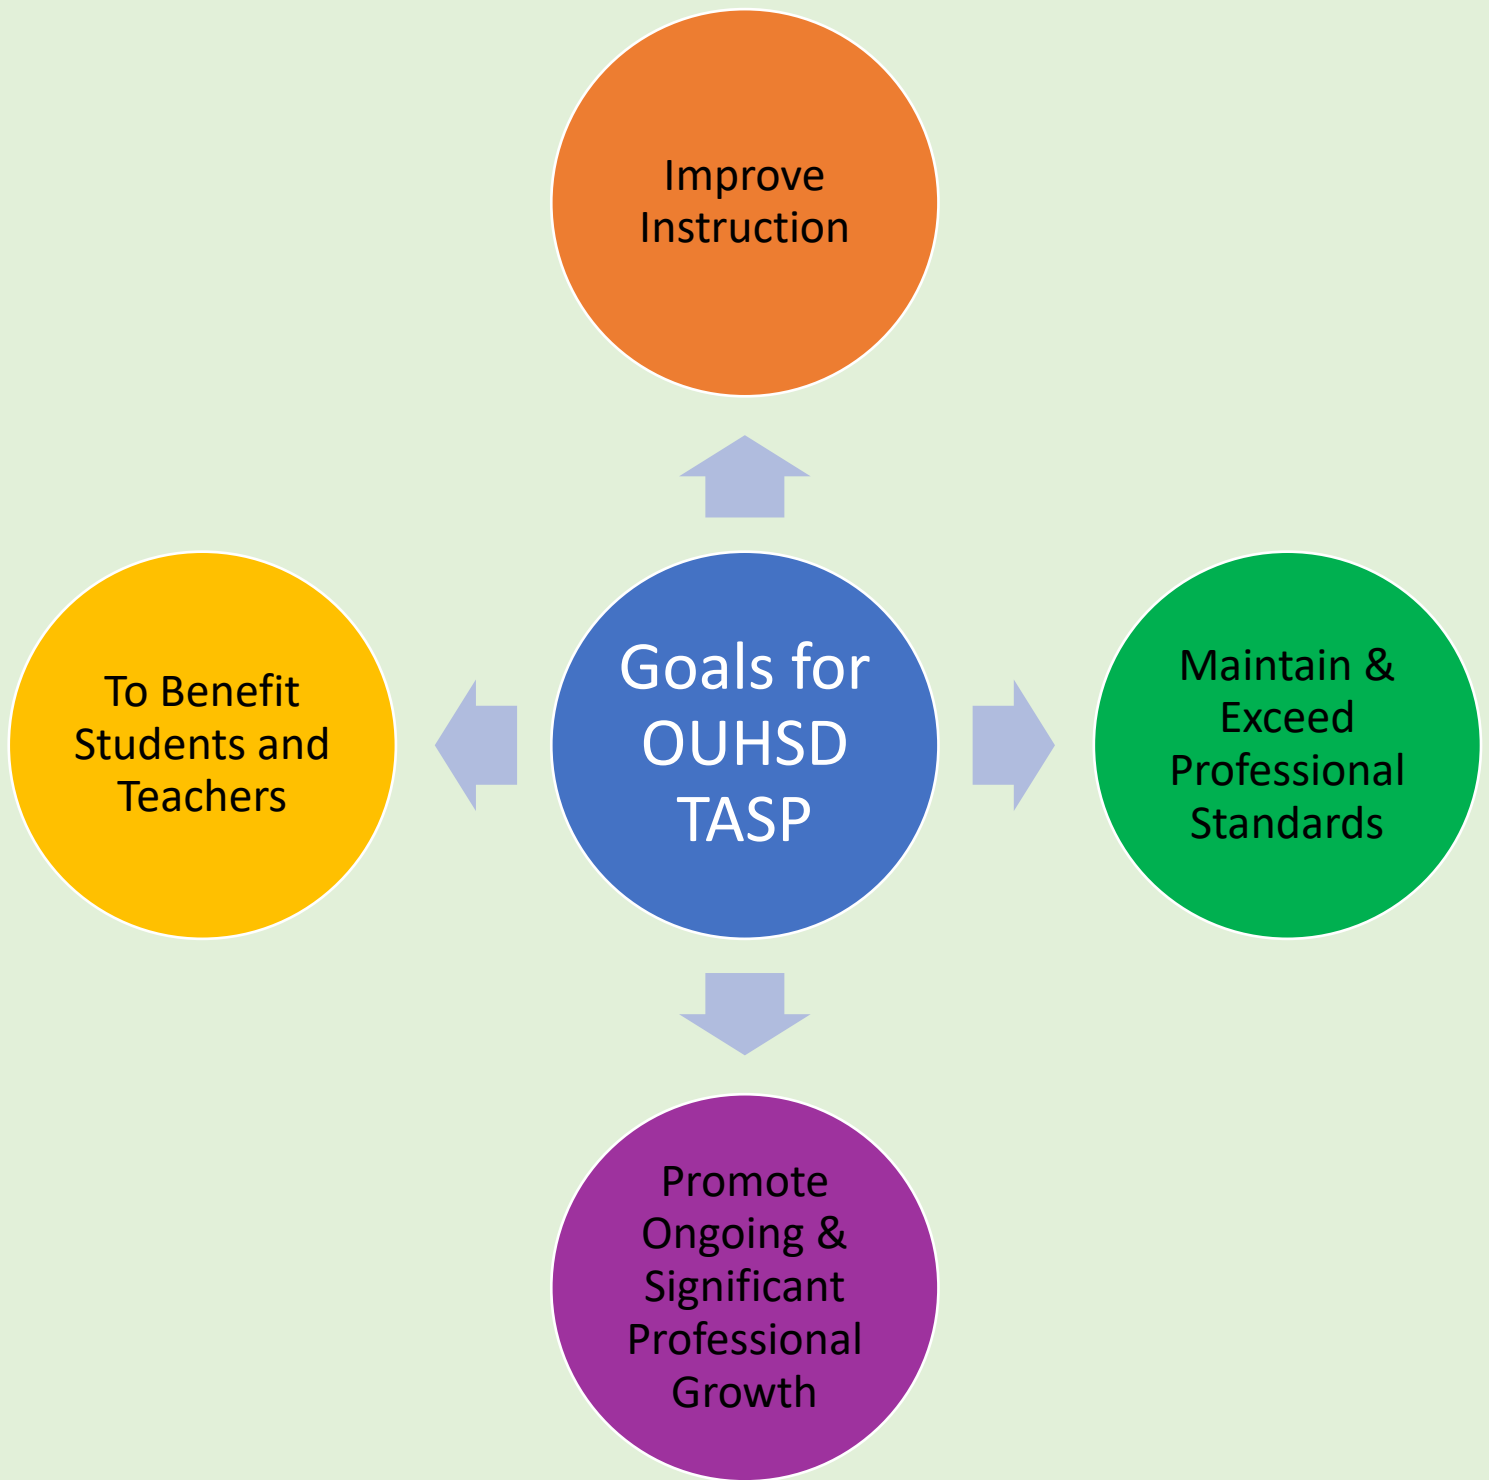 Improve
Instruction
To Benefit
Students and
Teachers
Goals for
OUHSD
TASP
Maintain &
Exceed
Professional
Standards
Promote
Ongoing &
Significant
Professional
Growth